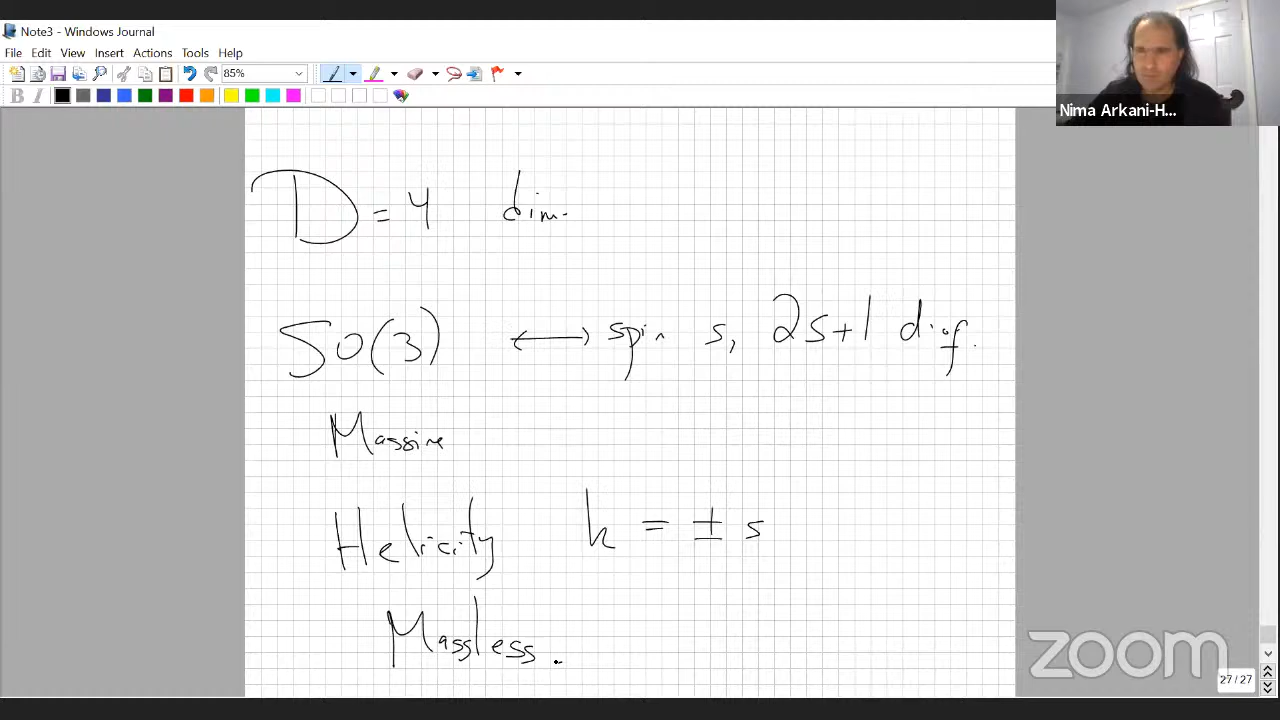 Note3 - Windows Journal
File Edit View Insert Actions Tools Help
85%
B I
Nima Arkani-H...
D = 4 dim.
SO(3) ↔ spin s, 2s+1 d.of.
Massive
Helicity h = ± s
Massless.
zoom
27 / 27